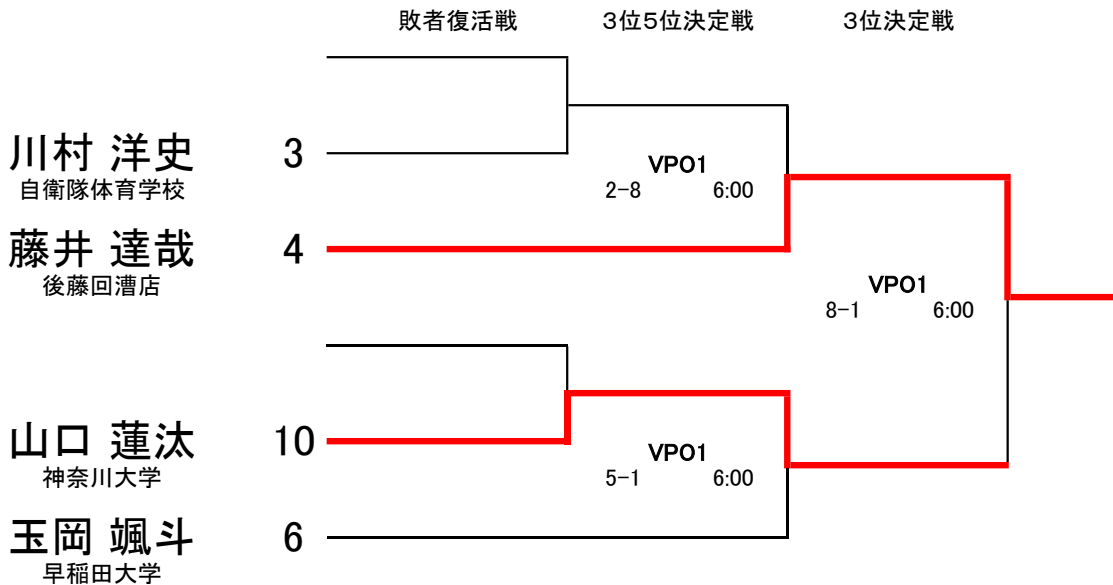 敗者復活戦 3位5位決定戦 3位決定戦
川村 洋史 3
自衛隊体育学校
VPO1
2-8 6:00
藤井 達哉 4
後藤回漕店
VPO1
8-1 6:00
山口 蓮汰 10
神奈川大学
VPO1
5-1 6:00
玉岡 颯斗 6
早稲田大学